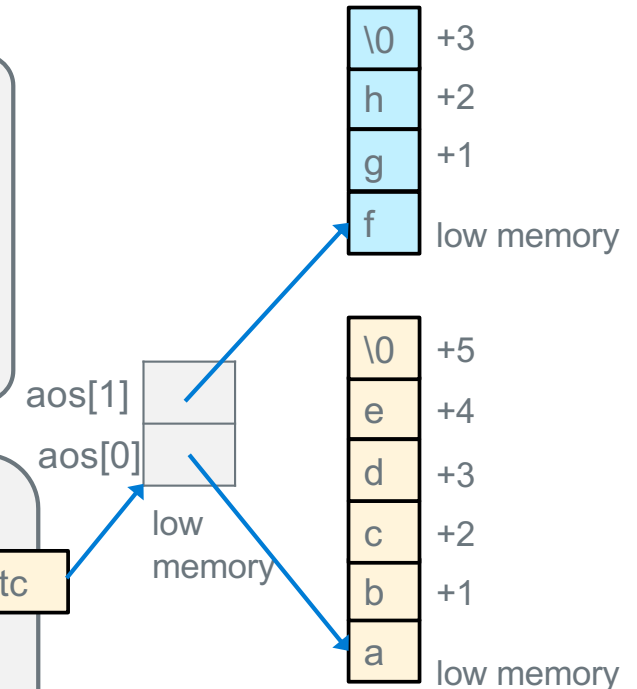 \0 +3
h +2
g +1
f low memory
\0 +5
aos[1]
e +4
aos[0]
d +3
low
memory
c +2
tc
b +1
a low memory